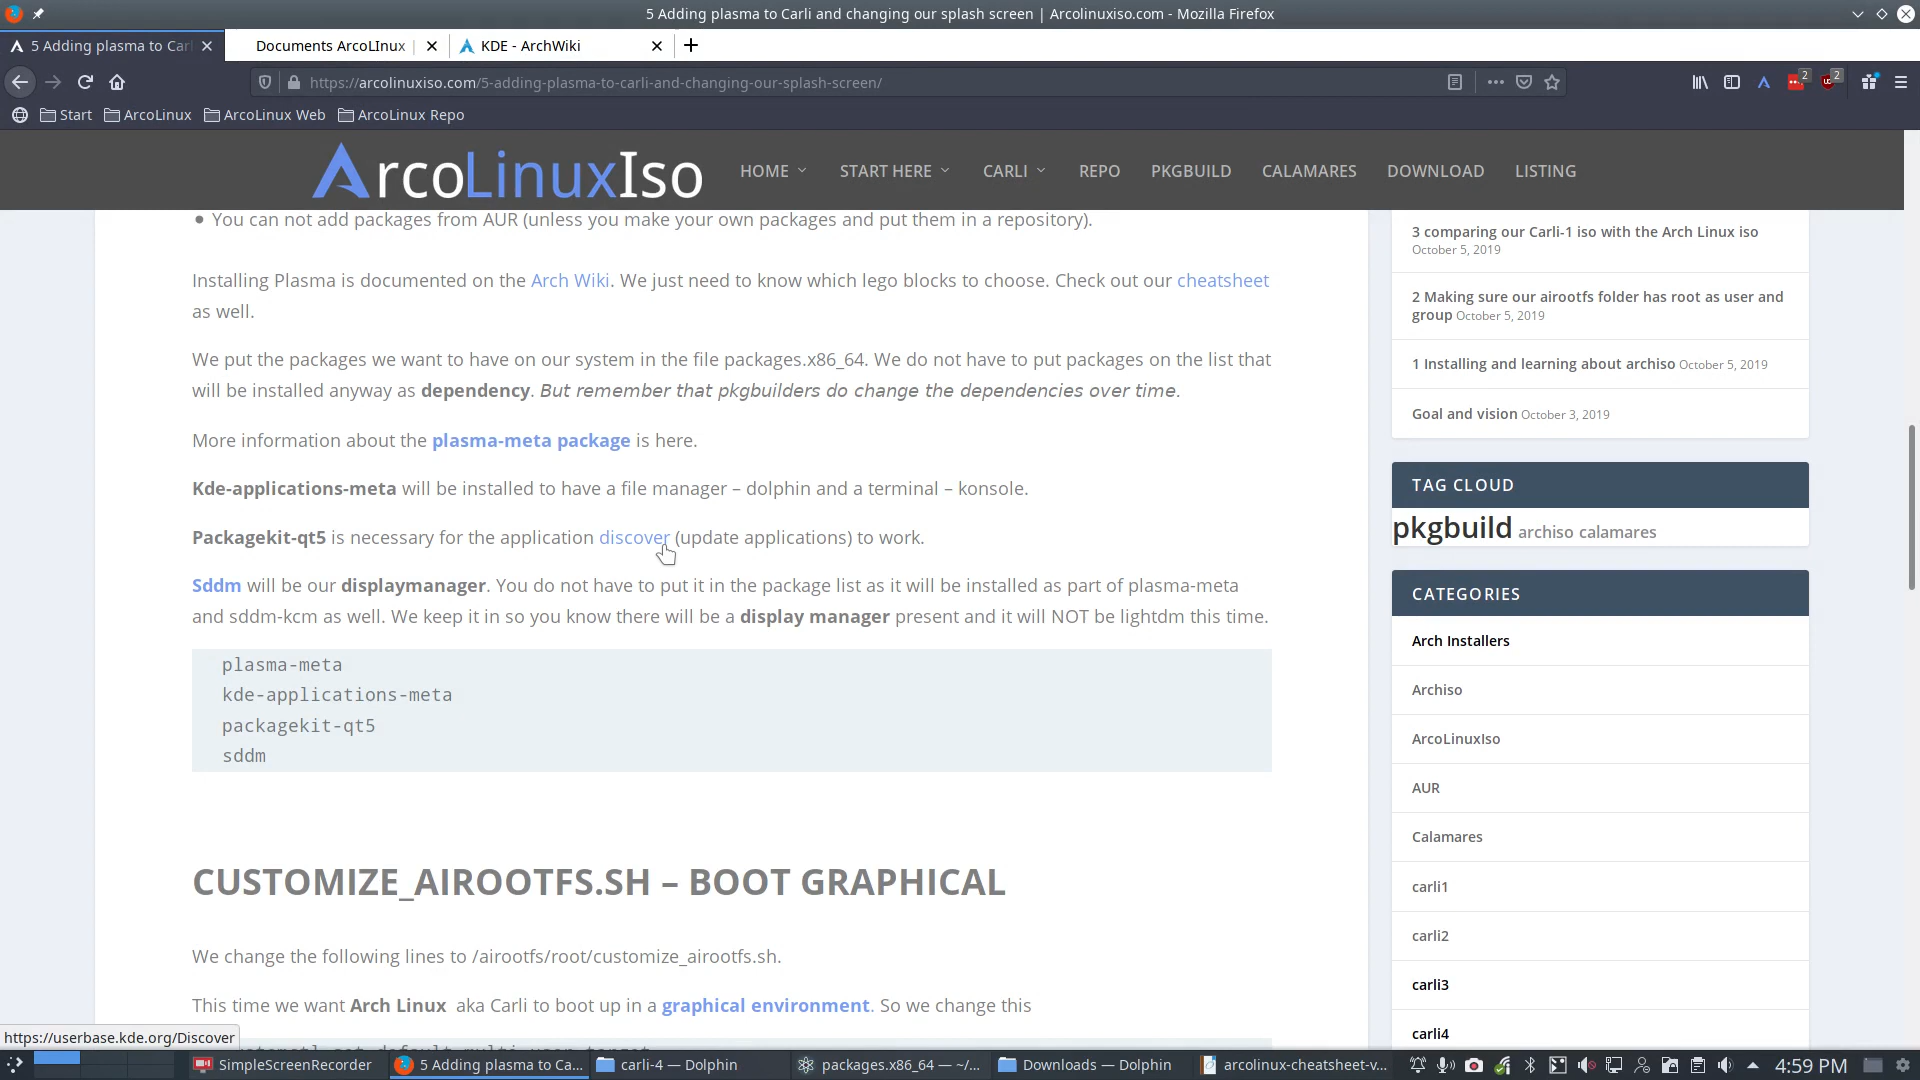 5 Adding plasma to Carli and changing our splash screen | Arcolinuxiso.com - Mozilla Firefox
5 Adding plasma to Carl
Documents ArcoLInux
KDE - ArchWiki
https://arcolinuxiso.com/5-adding-plasma-to-carli-and-changing-our-splash-screen/
2
2
Start
ArcoLinux
ArcoLinux Web
ArcoLinux Repo
ArcoLinuxIso
HOME
START HERE
CARLI
REPO
PKGBUILD
CALAMARES
DOWNLOAD
LISTING
• You can not add packages from AUR (unless you make your own packages and put them in a repository).
Installing Plasma is documented on the Arch Wiki. We just need to know which lego blocks to choose. Check out our cheatsheet
as well.
We put the packages we want to have on our system in the file packages.x86_64. We do not have to put packages on the list that
will be installed anyway as dependency. But remember that pkgbuilders do change the dependencies over time.
More information about the plasma-meta package is here.
Kde-applications-meta will be installed to have a file manager – dolphin and a terminal – konsole.
Packagekit-qt5 is necessary for the application discover (update applications) to work.
Sddm will be our displaymanager. You do not have to put it in the package list as it will be installed as part of plasma-meta
and sddm-kcm as well. We keep it in so you know there will be a display manager present and it will NOT be lightdm this time.
plasma-meta
kde-applications-meta
packagekit-qt5
sddm
CUSTOMIZE_AIROOTFS.SH – BOOT GRAPHICAL
We change the following lines to /airootfs/root/customize_airootfs.sh.
This time we want Arch Linux aka Carli to boot up in a graphical environment. So we change this
3 comparing our Carli-1 iso with the Arch Linux iso
October 5, 2019
2 Making sure our airootfs folder has root as user and
group October 5, 2019
1 Installing and learning about archiso October 5, 2019
Goal and vision October 3, 2019
TAG CLOUD
pkgbuild archiso calamares
CATEGORIES
Arch Installers
Archiso
ArcoLinuxIso
AUR
Calamares
carli1
carli2
carli3
carli4
https://userbase.kde.org/Discover
SimpleScreenRecorder
5 Adding plasma to Ca...
carli-4 — Dolphin
packages.x86_64 — ~/...
Downloads — Dolphin
arcolinux-cheatsheet-v...
4:59 PM